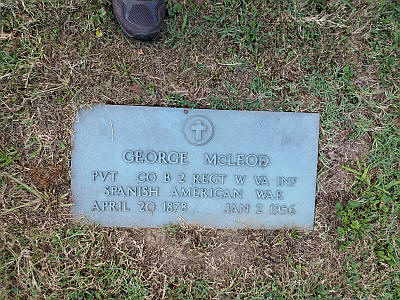 GEORGE McLEOD
PVT CO B 2 REGT W VA INF
SPANISH AMERICAN WAR
APRIL 20 1878 JAN 2 1956